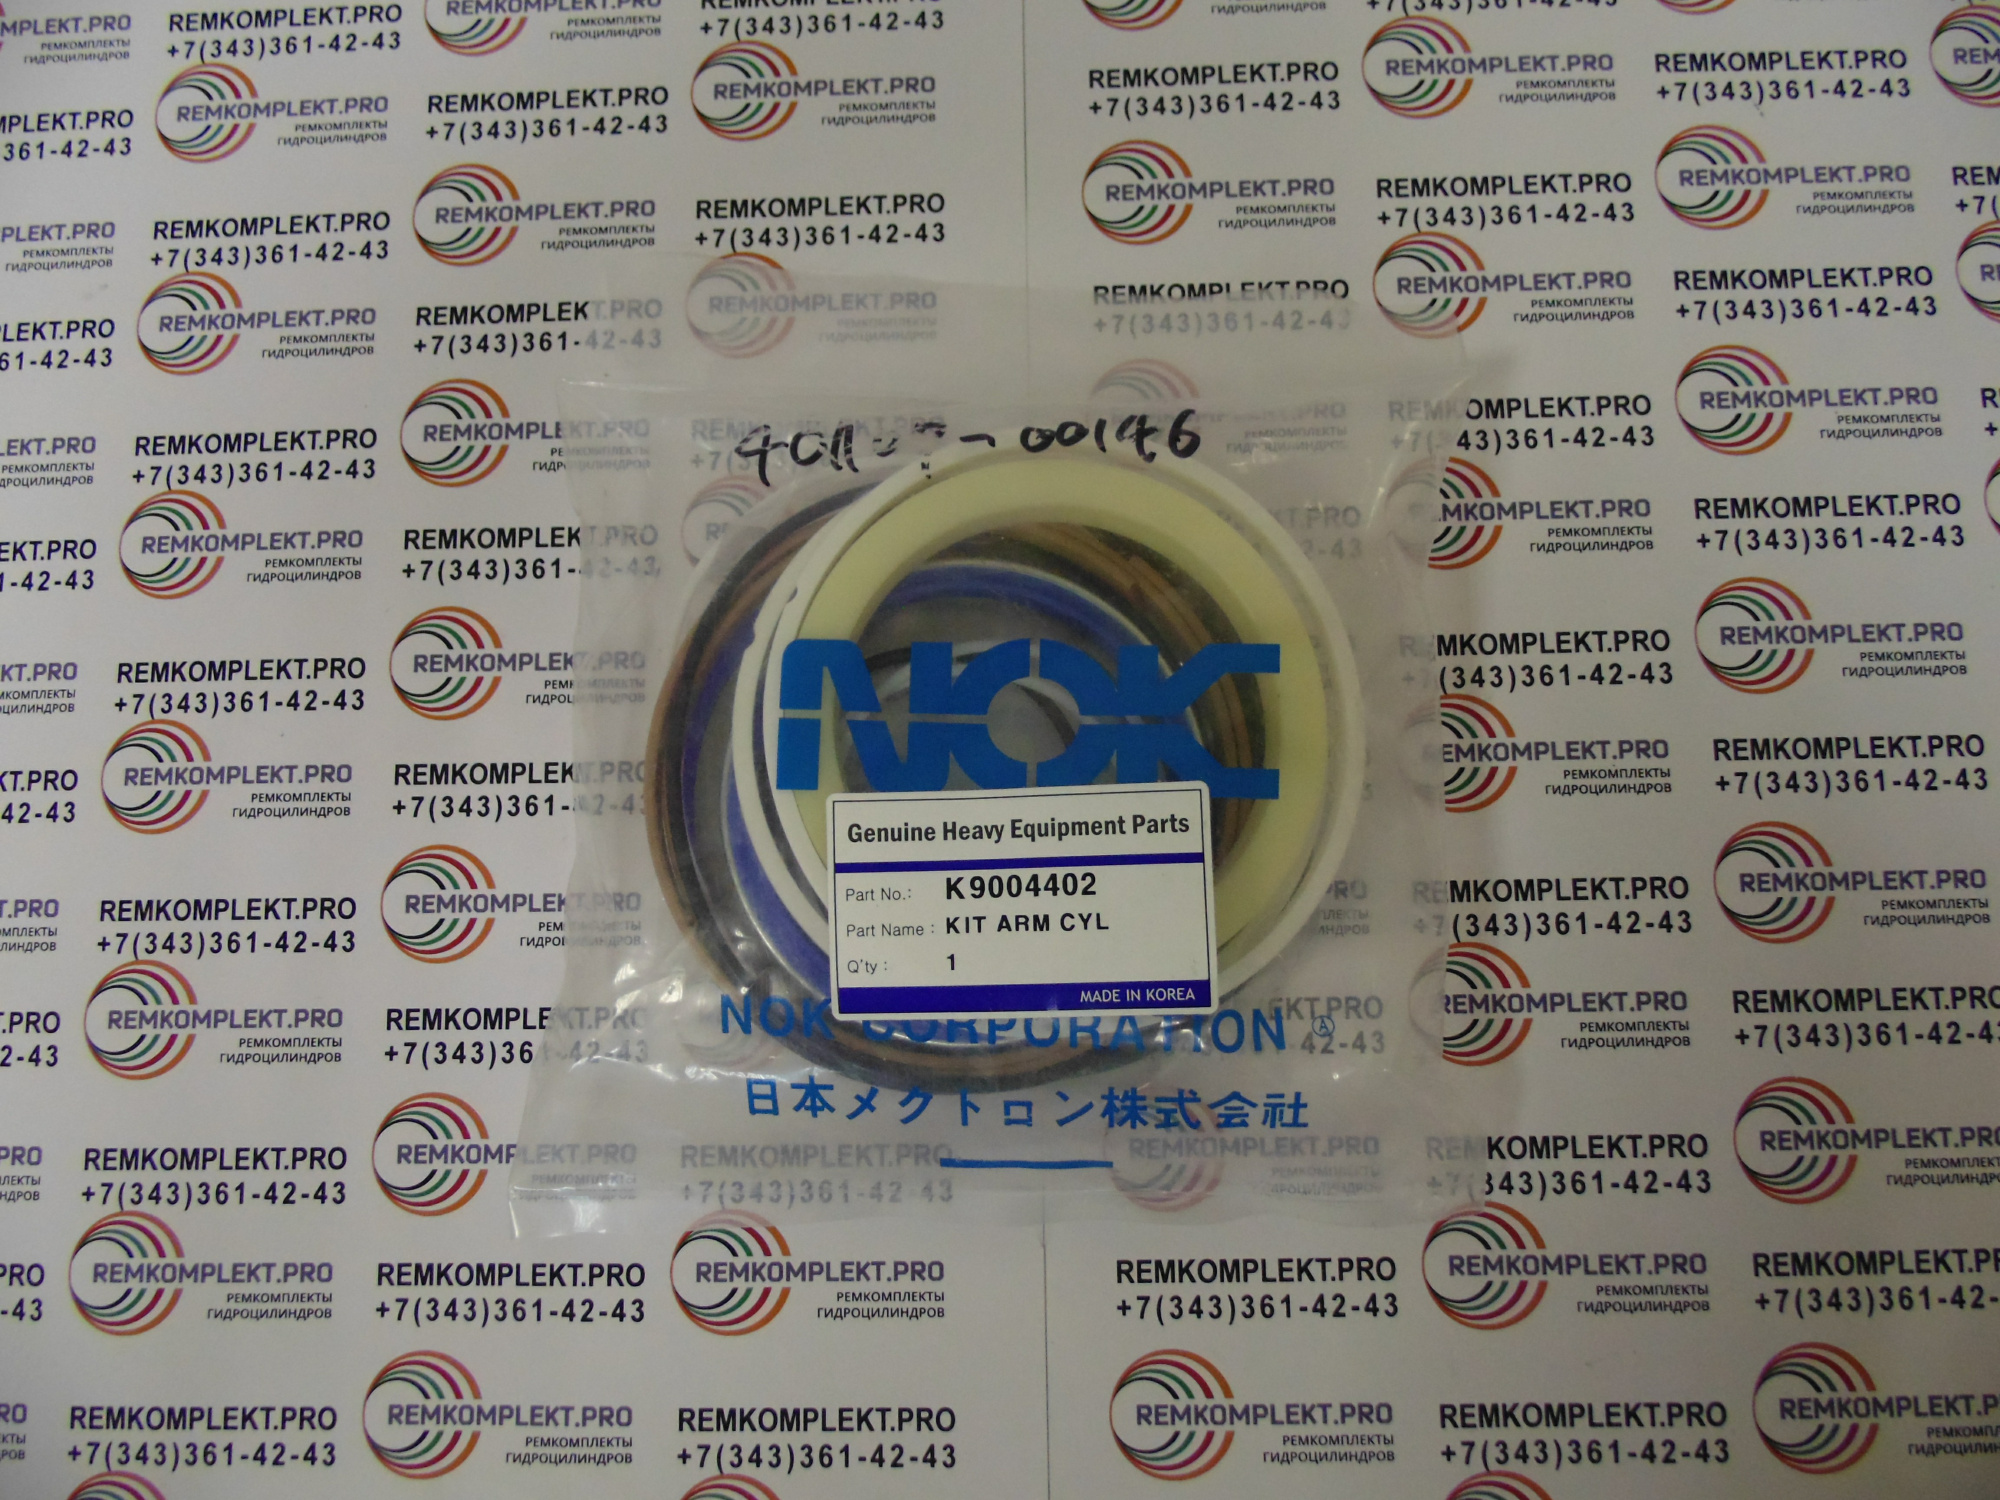 REMKOMPLEKT.PRO
+7(343)361-42-43
REMKOMPLEKT.PRO
РЕМКОМПЛЕКТЫ
ГИДРОЦИЛИНДРОВ
-00146
NOK
Genuine Heavy Equipment Parts
Part No.: K9004402
Part Name : KIT ARM CYL
Q'ty : 1
MADE IN KOREA
NOK CORPORATION
日本メクトロン株式会社